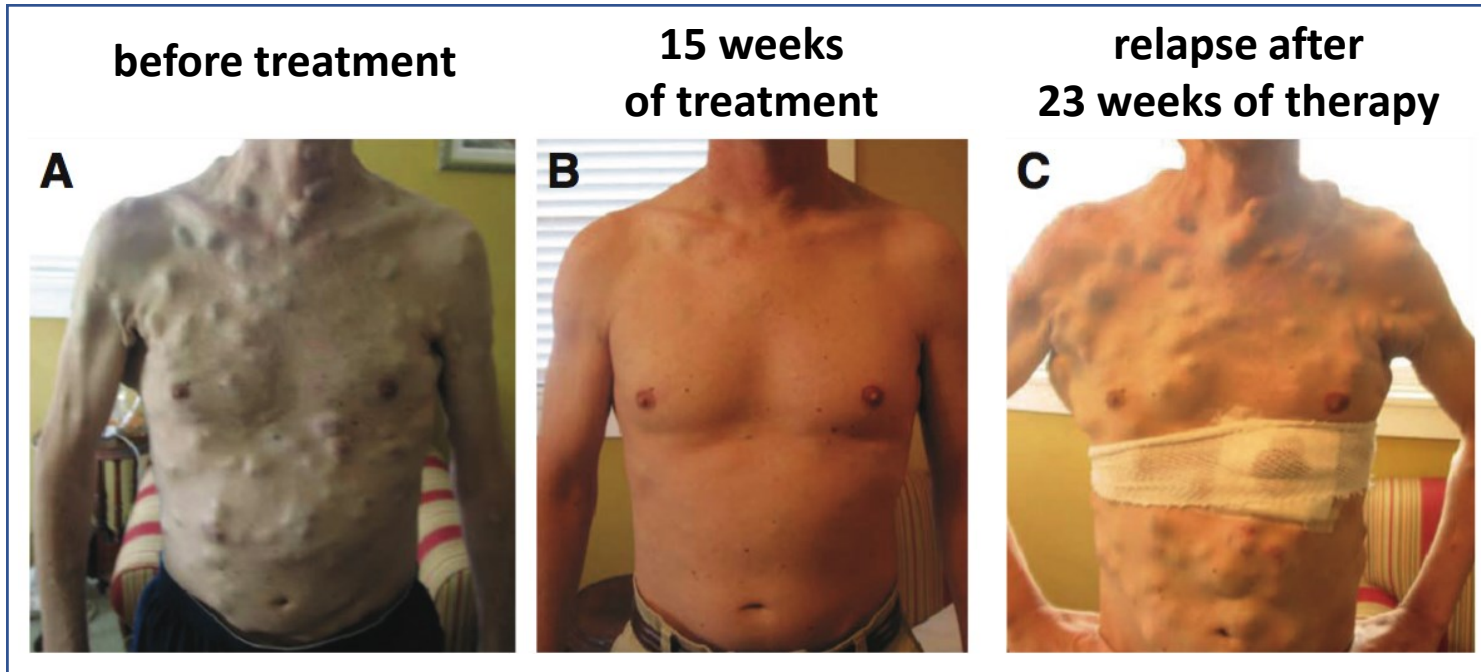 before treatment
15 weeks
of treatment
relapse after
23 weeks of therapy
A
B
C